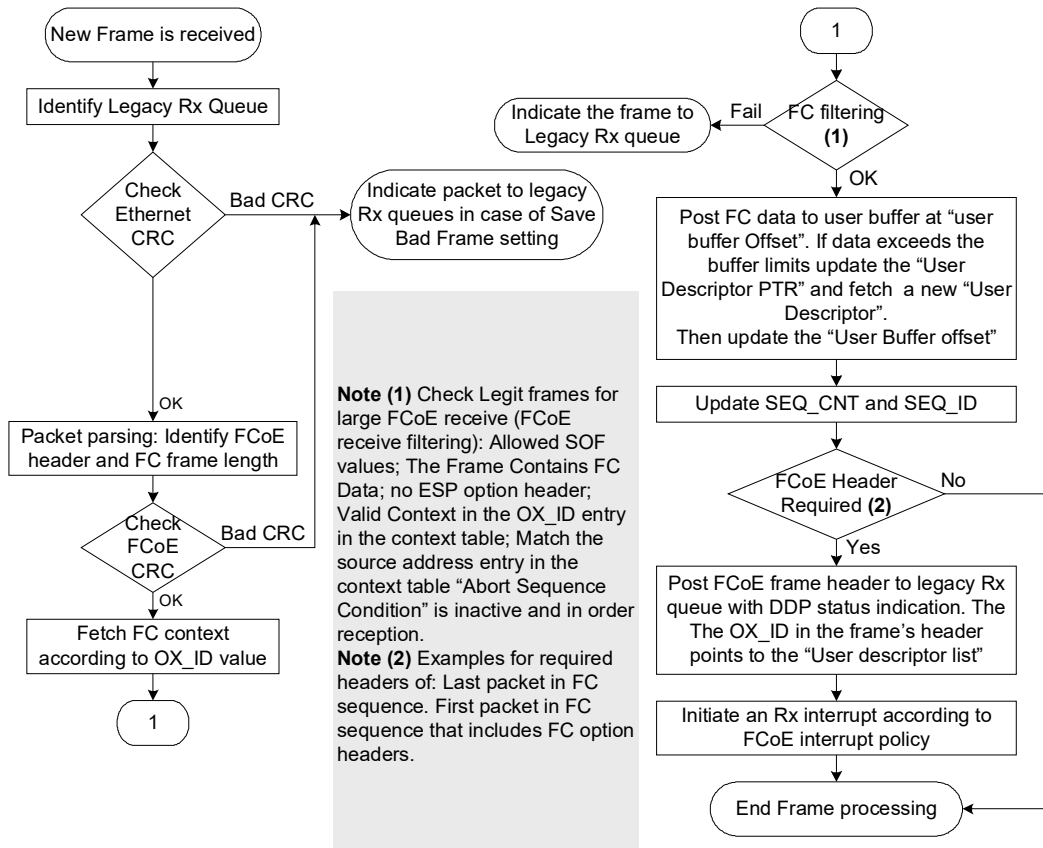 New Frame is received
Identify Legacy Rx Queue
Check
Ethernet
CRC
Bad CRC
Indicate packet to legacy
Rx queues in case of Save
Bad Frame setting
OK
Packet parsing: Identify FCoE
header and FC frame length
Check
FCoE
CRC
Bad CRC
OK
Fetch FC context
according to OX_ID value
1
Note (1) Check Legit frames for
large FCoE receive (FCoE
receive filtering): Allowed SOF
values; The Frame Contains FC
Data; no ESP option header;
Valid Context in the OX_ID entry
in the context table; Match the
source address entry in the
context table “Abort Sequence
Condition” is inactive and in order
reception.
Note (2) Examples for required
headers of: Last packet in FC
sequence. First packet in FC
sequence that includes FC option
headers.
1
FC filtering
(1)
Fail
Indicate the frame to
Legacy Rx queue
OK
Post FC data to user buffer at “user
buffer Offset”. If data exceeds the
buffer limits update the “User
Descriptor PTR” and fetch a new “User
Descriptor”.
Then update the “User Buffer offset”
Update SEQ_CNT and SEQ_ID
FCoE Header
Required (2)
No
Yes
Post FCoE frame header to legacy Rx
queue with DDP status indication. The
The OX_ID in the frame’s header
points to the “User descriptor list”
Initiate an Rx interrupt according to
FCoE interrupt policy
End Frame processing